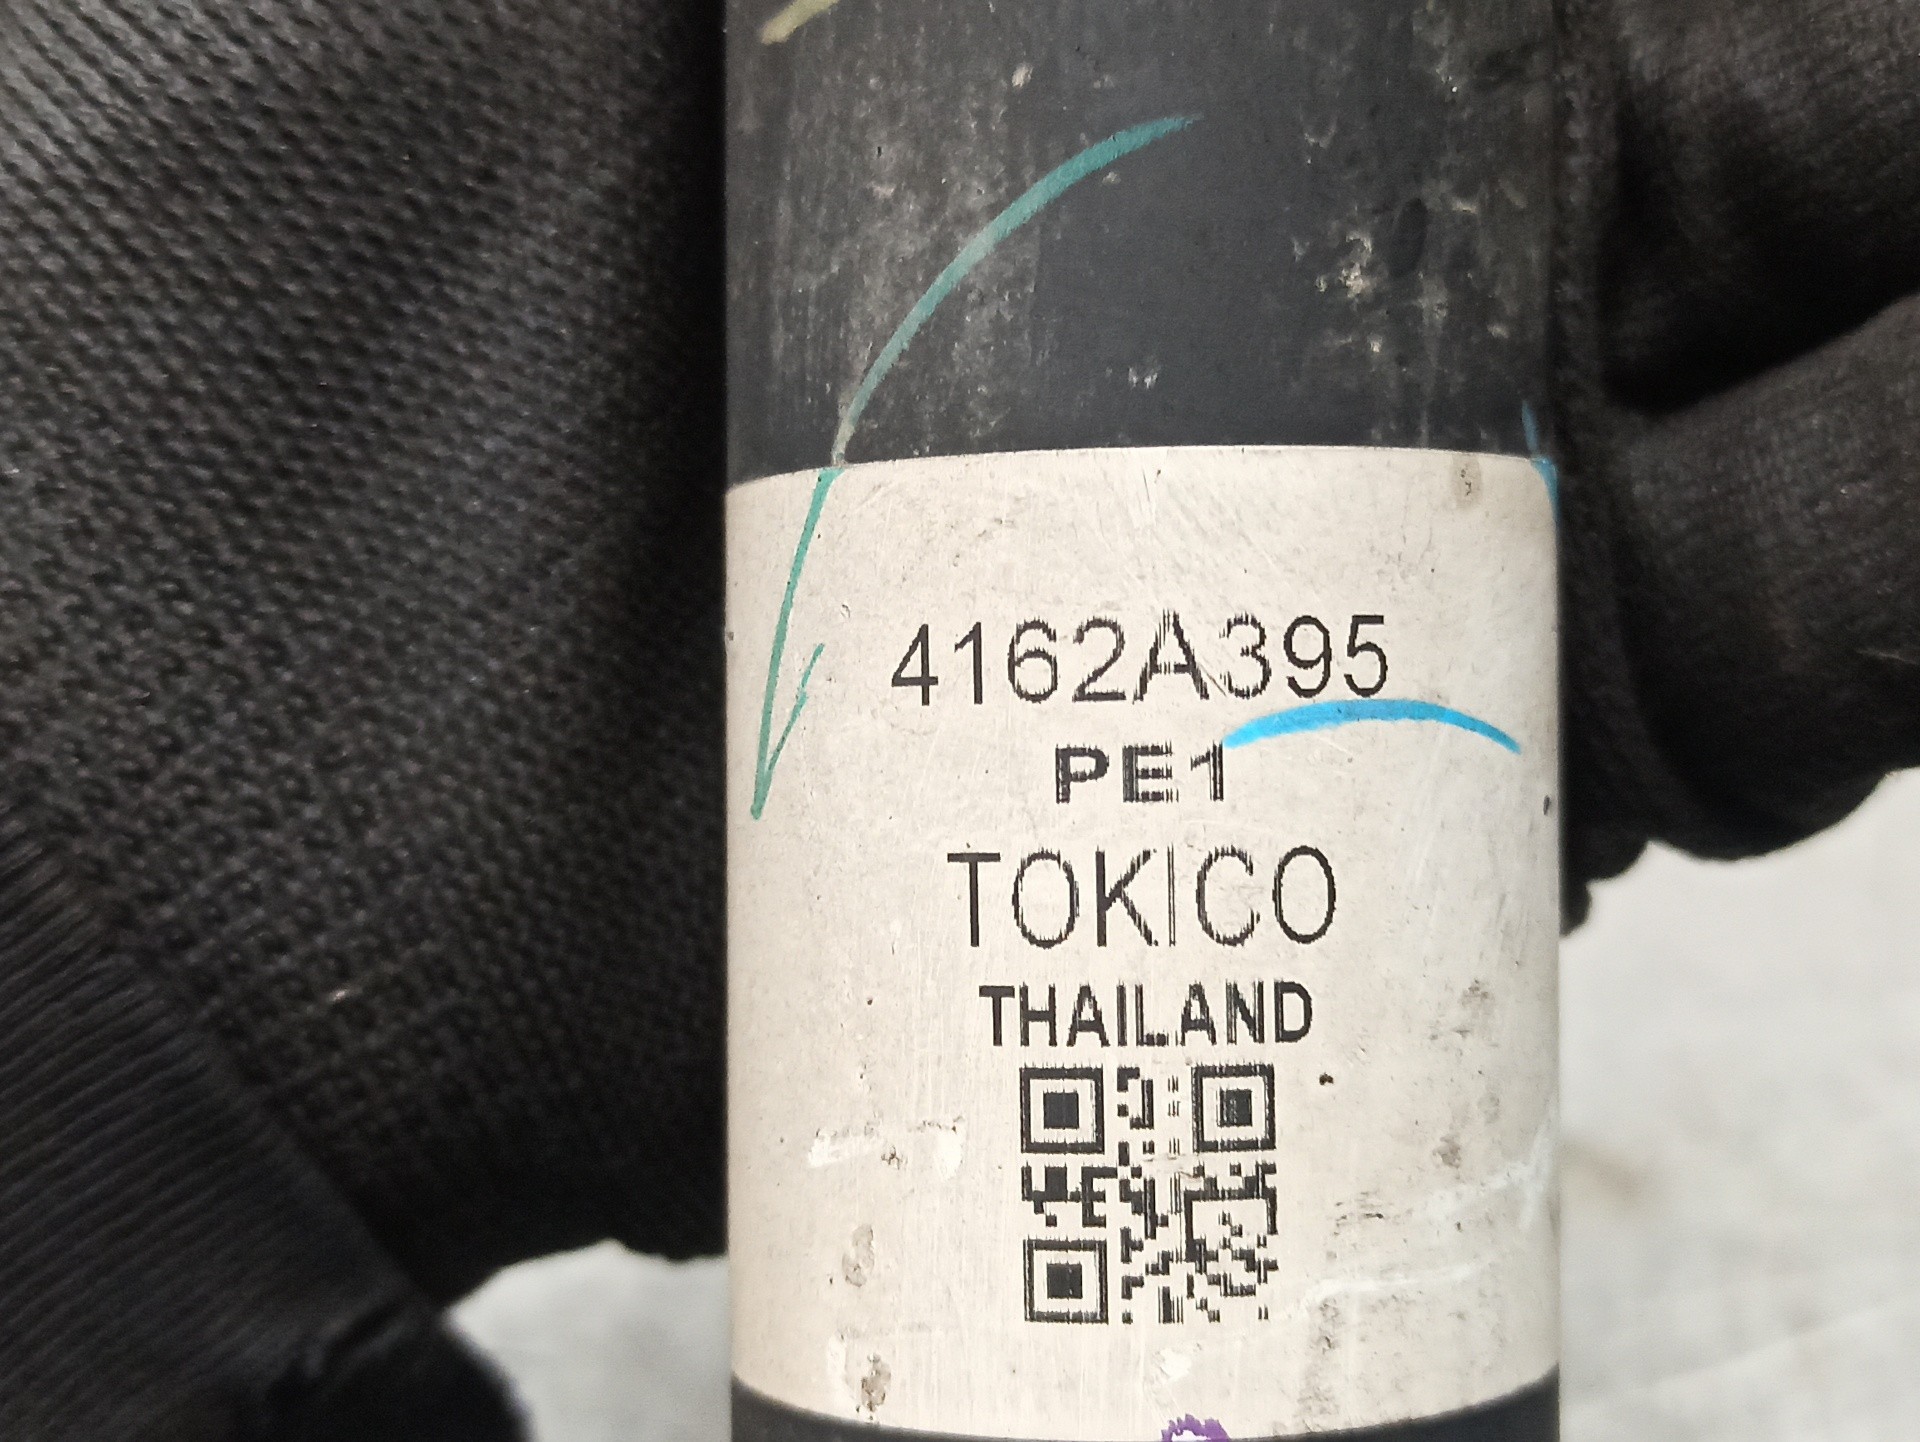 4162A395
PE1
TOKICO
THAILAND